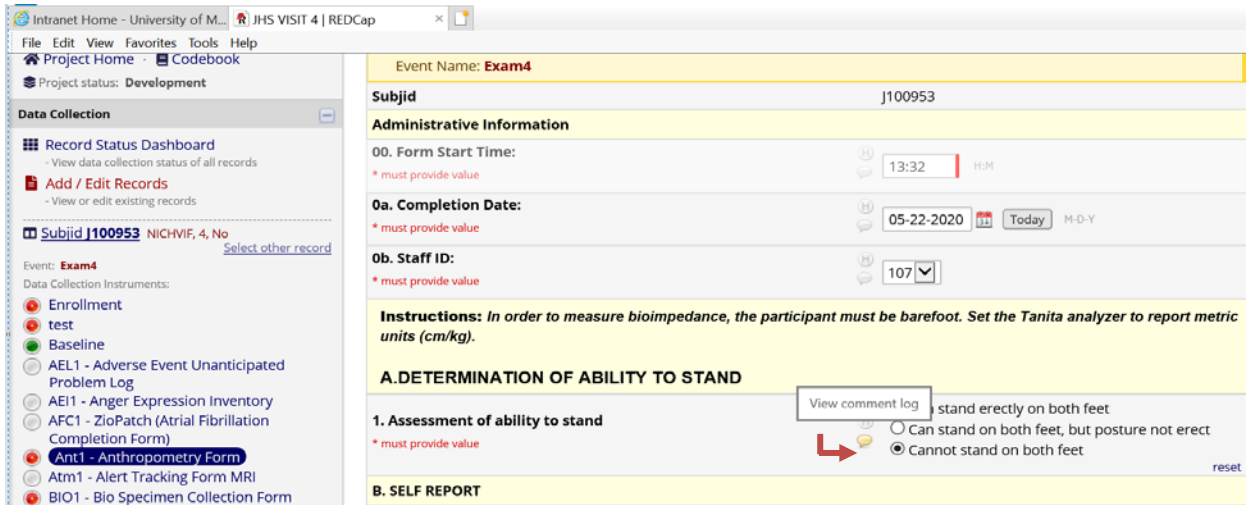 Intranet Home - University of M... JHS VISIT 4 | REDCap ×
File Edit View Favorites Tools Help
Project Home · Codebook
Project status: Development
Data Collection
Record Status Dashboard
- View data collection status of all records
Add / Edit Records
- View or edit existing records
Subjid J100953 NICHVIF, 4, No
Select other record
Event: Exam4
Data Collection Instruments:
Enrollment
test
Baseline
AEL1 - Adverse Event Unanticipated
Problem Log
AEI1 - Anger Expression Inventory
AFC1 - ZioPatch (Atrial Fibrillation
Completion Form)
Ant1 - Anthropometry Form
Atm1 - Alert Tracking Form MRI
BIO1 - Bio Specimen Collection Form
Event Name: Exam4
Subjid J100953
Administrative Information
00. Form Start Time:
* must provide value
H 13:32 H:M
0a. Completion Date:
* must provide value
H 05-22-2020 31 Today M-D-Y
0b. Staff ID:
* must provide value
H 107
Instructions: In order to measure bioimpedance, the participant must be barefoot. Set the Tanita analyzer to report metric
units (cm/kg).
A.DETERMINATION OF ABILITY TO STAND
1. Assessment of ability to stand
* must provide value
View comment log
stand erectly on both feet
Can stand on both feet, but posture not erect
Cannot stand on both feet
reset
B. SELF REPORT